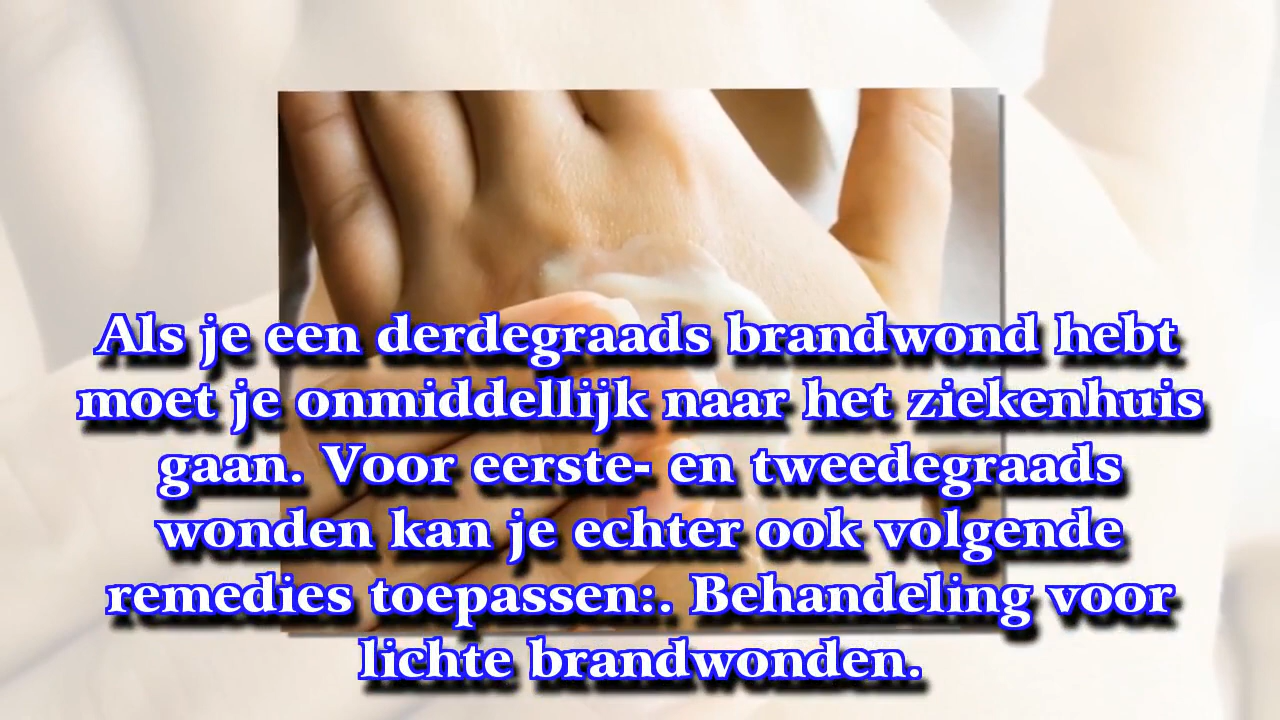 Als je een derdegraads brandwond hebt
moet je onmiddellijk naar het ziekenhuis
gaan. Voor eerste- en tweedegraads
wonden kan je echter ook volgende
remedies toepassen:. Behandeling voor
lichte brandwonden.